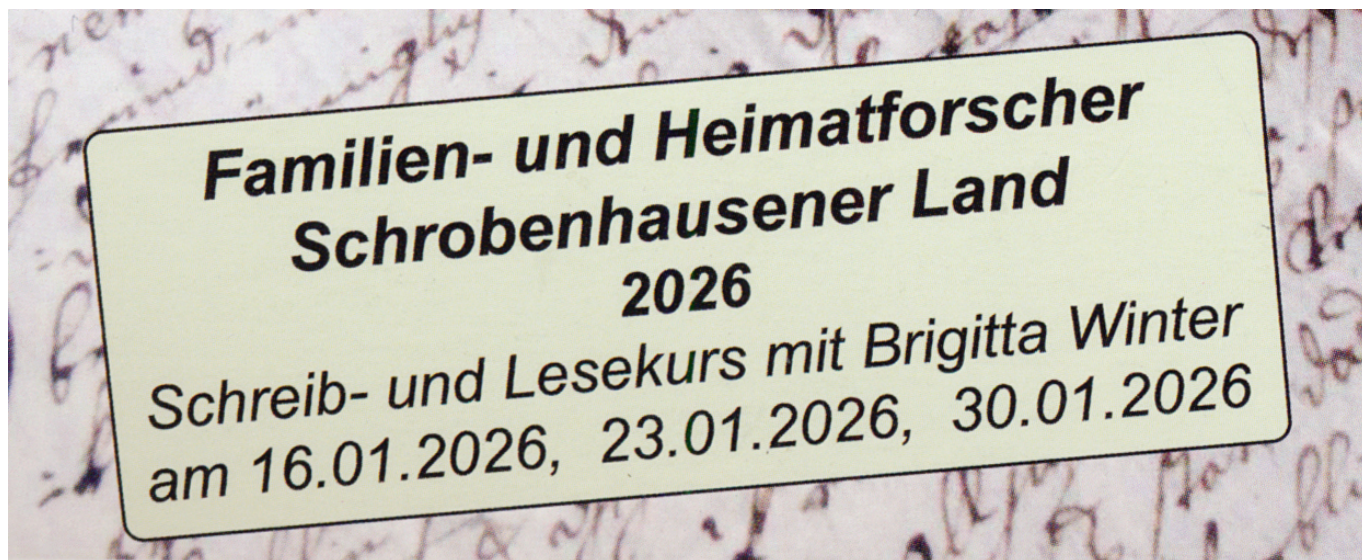 Familien- und Heimatforscher
Schrobenhausener Land
2026
Schreib- und Lesekurs mit Brigitta Winter
am 16.01.2026, 23.01.2026, 30.01.2026